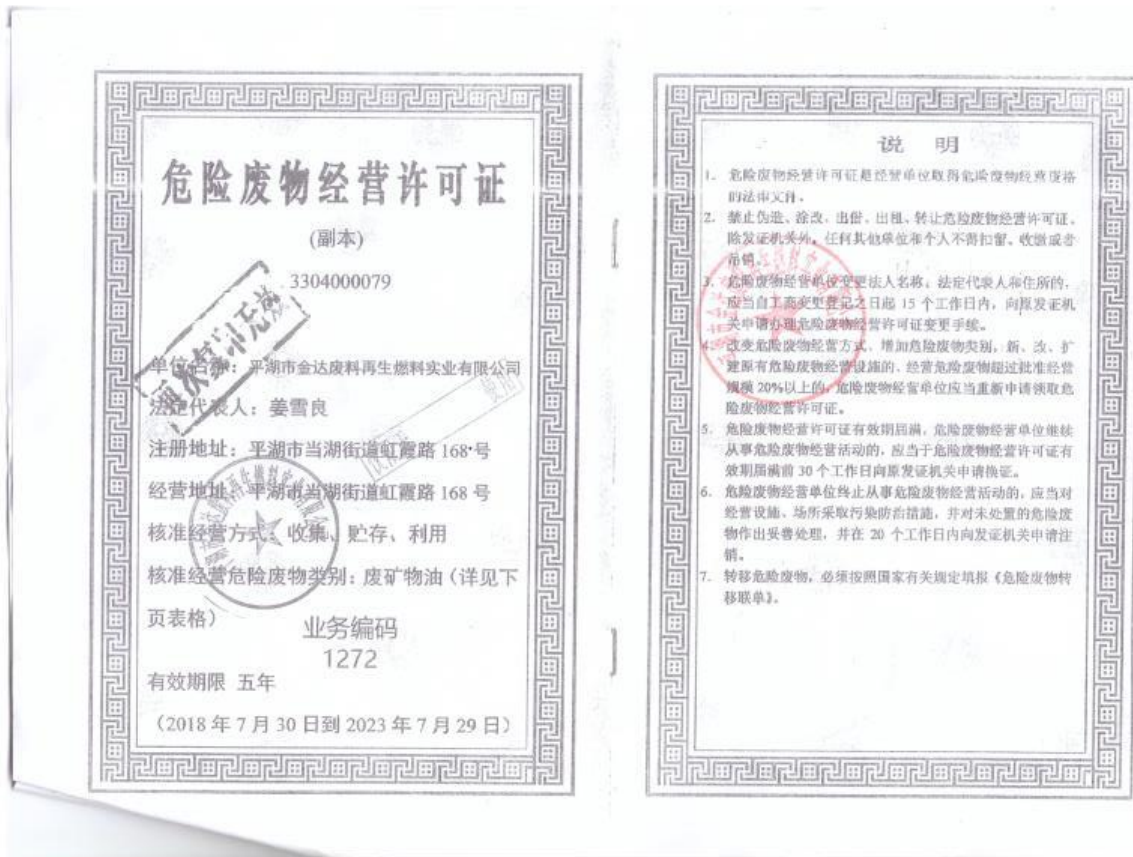 危险废物经营许可证
(副本)
3304000079
再次复印无效
单位名称：平湖市金达废料再生燃料实业有限公司
法定代表人：姜雪良
注册地址：平湖市当湖街道虹霞路 168号
经营地址：平湖市当湖街道虹霞路 168 号
核准经营方式：收集、贮存、利用
核准经营危险废物类别：废矿物油（详见下
页表格）
业务编码
1272
有效期限 五年
（2018 年 7 月 30 日到 2023 年 7 月 29 日）
说 明
1. 危险废物经营许可证是经营单位取得危险废物经营资格
的法律文件。
2. 禁止伪造、涂改、出借、出租、转让危险废物经营许可证。
除发证机关外，任何其他单位和个人不得扣留、收缴或者
吊销。
3. 危险废物经营单位变更法人名称、法定代表人和住所的，
应当自工商变更登记之日起 15 个工作日内，向原发证机
关申请办理危险废物经营许可证变更手续。
4. 改变危险废物经营方式、增加危险废物类别，新、改、扩
建原有危险废物经营设施的、经营危险废物超过批准经营
规模 20%以上的，危险废物经营单位应当重新申请领取危
险废物经营许可证。
5. 危险废物经营许可证有效期届满，危险废物经营单位继续
从事危险废物经营活动的，应当于危险废物经营许可证有
效期届满前 30 个工作日向原发证机关申请换证。
6. 危险废物经营单位终止从事危险废物经营活动的，应当对
经营设施、场所采取污染防治措施，并对未处置的危险废
物作出妥善处理，并在 20 个工作日内向发证机关申请注
销。
7. 转移危险废物，必须按照国家有关规定填报《危险废物转
移联单》。